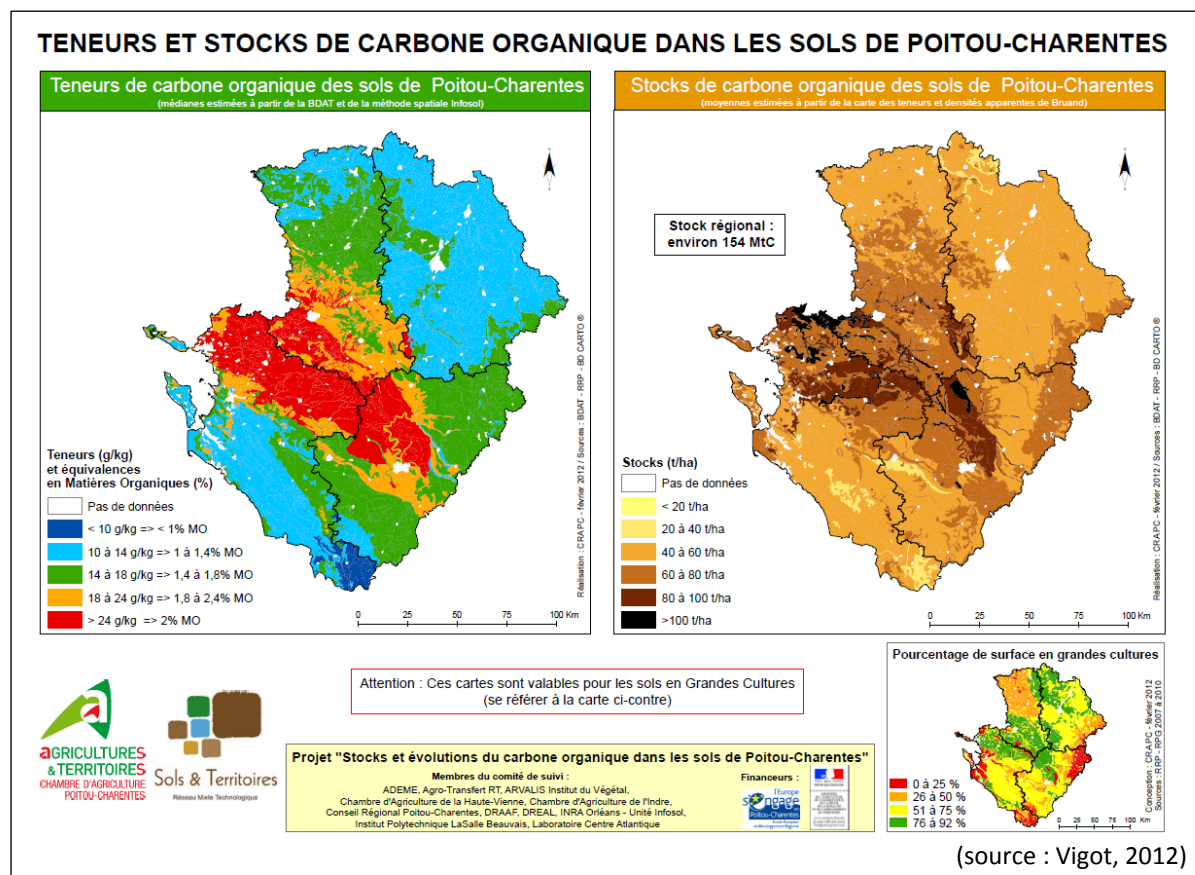 TENEURS ET STOCKS DE CARBONE ORGANIQUE DANS LES SOLS DE POITOU-CHARENTES
Teneurs de carbone organique des sols de Poitou-Charentes
(médianes estimées à partir de la BDAT et de la méthode spatiale Infosol)
Teneurs (g/kg)
et équivalences
en Matières Organiques (%)
Pas de données
< 10 g/kg => < 1% MO
10 à 14 g/kg => 1 à 1,4% MO
14 à 18 g/kg => 1,4 à 1,8% MO
18 à 24 g/kg => 1,8 à 2,4% MO
> 24 g/kg => 2% MO
0 50 100 Km
Réalisation : CRAPC - février 2012 / Sources : BDAT - RRP - BD CARTO ®
Stocks de carbone organique des sols de Poitou-Charentes
(moyennes estimées à partir de la carte des teneurs et densités apparentes de Bruand)
Stock régional :
environ 154 MtC
Stocks (t/ha)
Pas de données
< 20 t/ha
20 à 40 t/ha
40 à 60 t/ha
60 à 80 t/ha
80 à 100 t/ha
>100 t/ha
0 25 50 100 Km
Réalisation : CRAPC - février 2012 / Sources : BDAT - RRP - BD CARTO ®
AGRICULTURES
& TERRITOIRES
CHAMBRE D'AGRICULTURE
POITOU-CHARENTES
Sols & Territoires
Réseau Mixte Technologique
Attention : Ces cartes sont valables pour les sols en Grandes Cultures
(se référer à la carte ci-contre)
Projet "Stocks et évolutions du carbone organique dans les sols de Poitou-Charentes"
Membres du comité de suivi :
ADEME, Agro-Transfert RT, ARVALIS Institut du Végétal,
Chambre d'Agriculture de la Haute-Vienne, Chambre d'Agriculture de l'Indre,
Conseil Régional Poitou-Charentes, DRAAF, DREAL, INRA Orléans - Unité Infosol,
Institut Polytechnique LaSalle Beauvais, Laboratoire Centre Atlantique
Financeurs :
l'Europe
s'engage
en
Poitou-Charentes
Pourcentage de surface en grandes cultures
0 à 25 %
26 à 50 %
51 à 75 %
76 à 92 %
0 25 50 100 Km
Conception : CRAPC - février 2012
Sources : RRP - RPG 2007 à 2010
(source : Vigot, 2012)